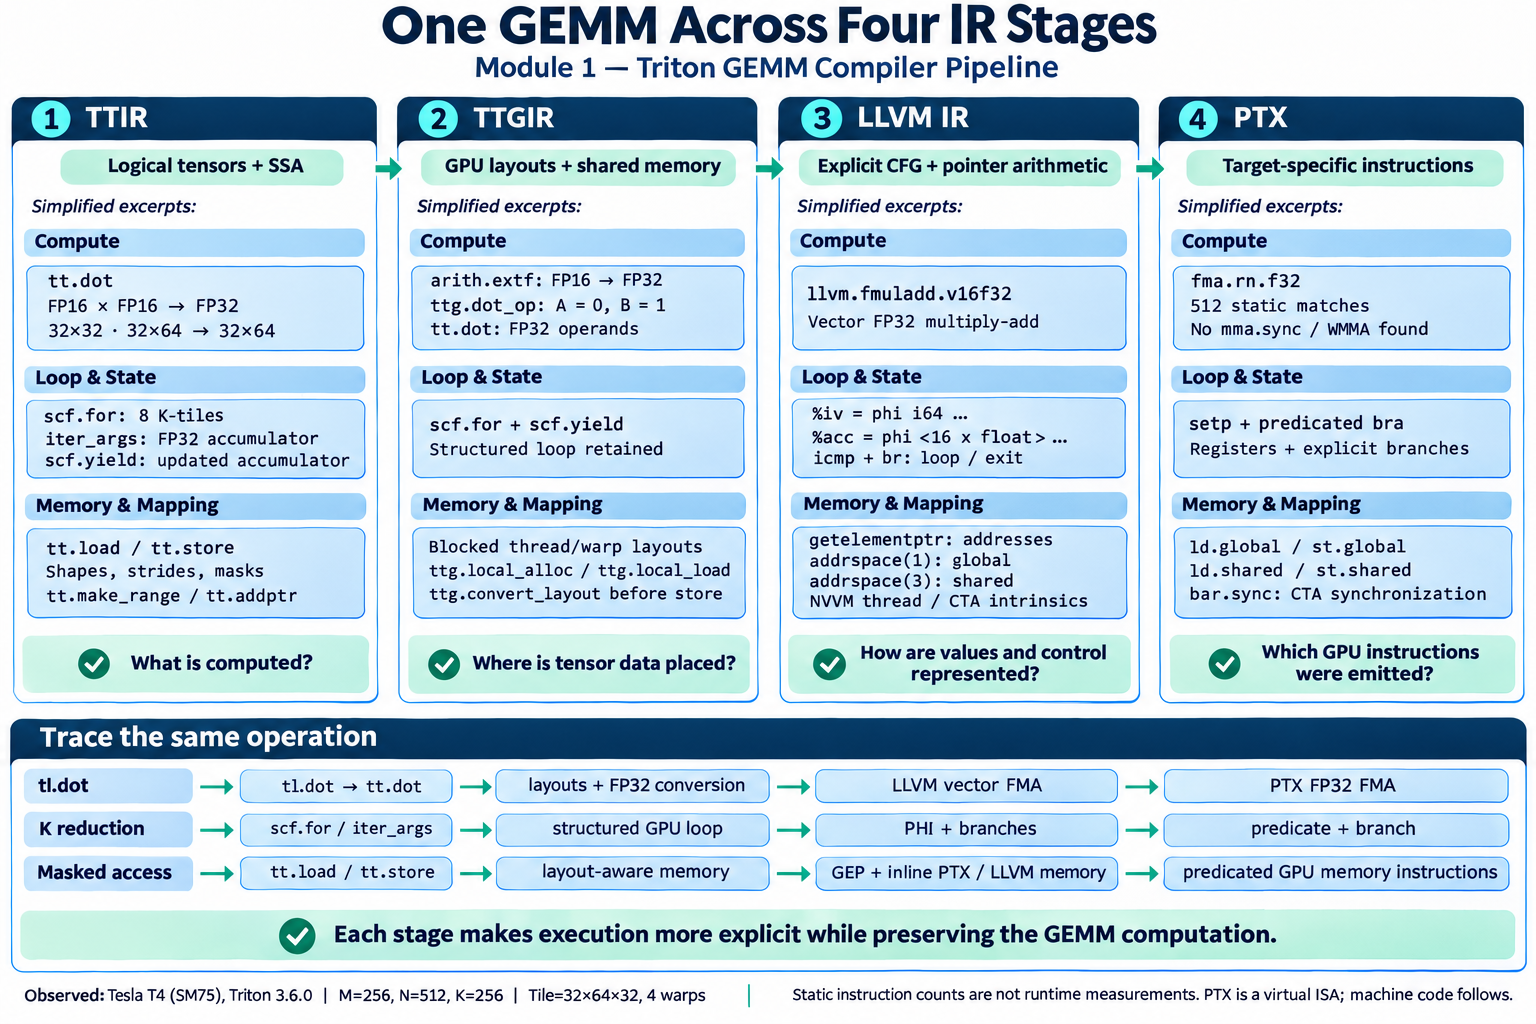 One GEMM Across Four IR Stages
Module 1 — Triton GEMM Compiler Pipeline
1 TTIR
Logical tensors + SSA
Simplified excerpts:
Compute
tt.dot
FP16 × FP16 → FP32
32×32 · 32×64 → 32×64
Loop & State
scf.for: 8 K-tiles
iter_args: FP32 accumulator
scf.yield: updated accumulator
Memory & Mapping
tt.load / tt.store
Shapes, strides, masks
tt.make_range / tt.addptr
What is computed?
2 TTGIR
GPU layouts + shared memory
Simplified excerpts:
Compute
arith.extf: FP16 → FP32
ttg.dot_op: A = 0, B = 1
tt.dot: FP32 operands
Loop & State
scf.for + scf.yield
Structured loop retained
Memory & Mapping
Blocked thread/warp layouts
ttg.local_alloc / ttg.local_load
ttg.convert_layout before store
Where is tensor data placed?
3 LLVM IR
Explicit CFG + pointer arithmetic
Simplified excerpts:
Compute
llvm.fmuladd.v16f32
Vector FP32 multiply-add
Loop & State
%iv = phi i64 …
%acc = phi <16 x float> …
icmp + br: loop / exit
Memory & Mapping
getelementptr: addresses
addrspace(1): global
addrspace(3): shared
NVVM thread / CTA intrinsics
How are values and control
represented?
4 PTX
Target-specific instructions
Simplified excerpts:
Compute
fma.rn.f32
512 static matches
No mma.sync / WMMA found
Loop & State
setp + predicated bra
Registers + explicit branches
Memory & Mapping
ld.global / st.global
ld.shared / st.shared
bar.sync: CTA synchronization
Which GPU instructions
were emitted?
Trace the same operation
tl.dot → tl.dot → tt.dot → layouts + FP32 conversion → LLVM vector FMA → PTX FP32 FMA
K reduction → scf.for / iter_args → structured GPU loop → PHI + branches → predicate + branch
Masked access → tt.load / tt.store → layout-aware memory → GEP + inline PTX / LLVM memory → predicated GPU memory instructions
Each stage makes execution more explicit while preserving the GEMM computation.
Observed: Tesla T4 (SM75), Triton 3.6.0 | M=256, N=512, K=256 | Tile=32×64×32, 4 warps | Static instruction counts are not runtime measurements. PTX is a virtual ISA; machine code follows.